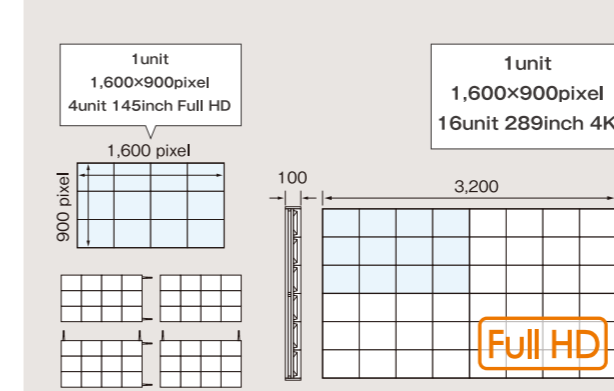 1unit
1,600×900pixel
4unit 145inch Full HD
1,600 pixel
900 pixel
1unit
1,600×900pixel
16unit 289inch 4K
100
3,200
Full HD